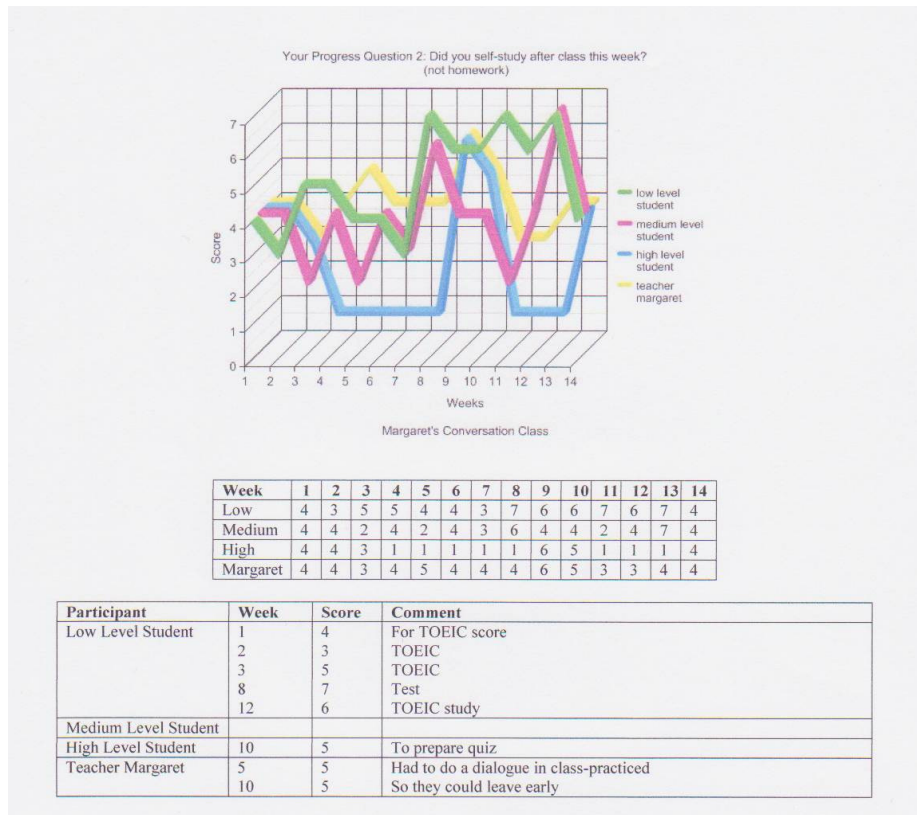 Your Progress Question 2: Did you self-study after class this week?
(not homework)
7
6
5
4
3
2
1
0
Score
1 2 3 4 5 6 7 8 9 10 11 12 13 14
Weeks
low level
student
medium level
student
high level
student
teacher
margaret
Margaret's Conversation Class
Week 1 2 3 4 5 6 7 8 9 10 11 12 13 14
Low 4 3 5 5 4 4 3 7 6 6 7 6 7 4
Medium 4 4 2 4 2 4 3 6 4 4 2 4 7 4
High 4 4 3 1 1 1 1 1 6 5 1 1 1 4
Margaret 4 4 3 4 5 4 4 4 6 5 3 3 4 4
Participant Week Score Comment
Low Level Student 1 4 For TOEIC score
2 3 TOEIC
3 5 TOEIC
8 7 Test
12 6 TOEIC study
Medium Level Student
High Level Student 10 5 To prepare quiz
Teacher Margaret 5 5 Had to do a dialogue in class-practiced
10 5 So they could leave early